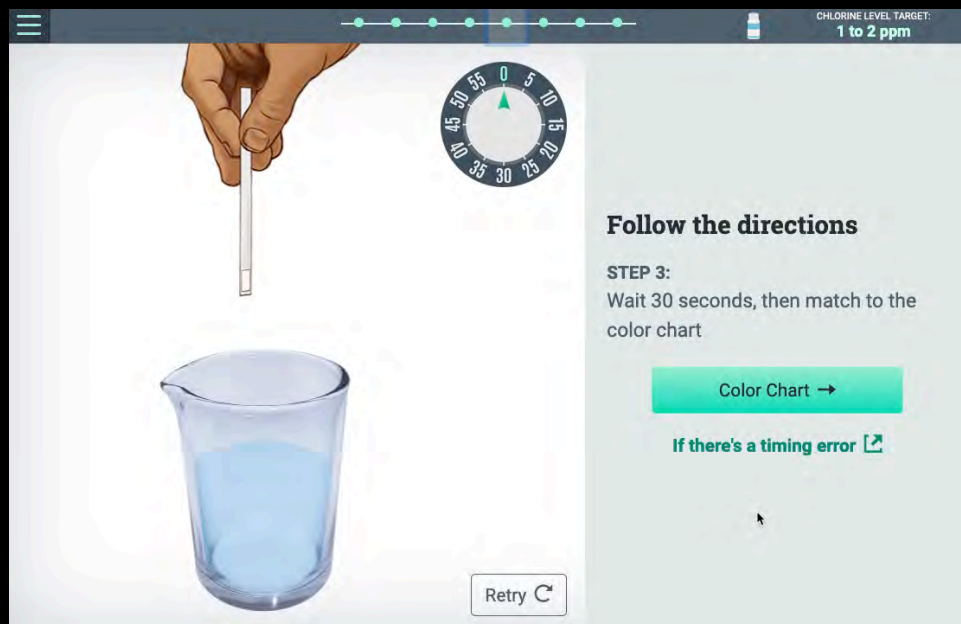 CHLORINE LEVEL TARGET:
1 to 2 ppm
0
5
10
15
20
25
30
35
40
45
50
55
Follow the directions
STEP 3:
Wait 30 seconds, then match to the
color chart
Color Chart →
If there's a timing error
Retry